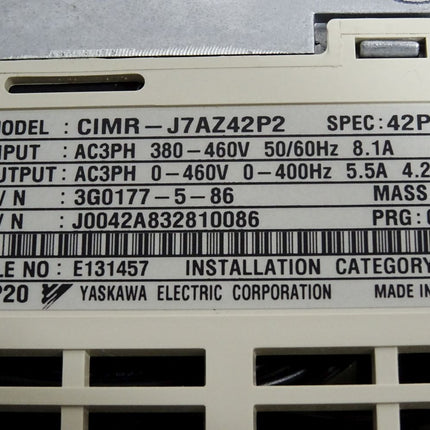 MODEL : CIMR-J7AZ42P2 SPEC:42P
INPUT : AC3PH 380-460V 50/60Hz 8.1A
OUTPUT : AC3PH 0-460V 0-400Hz 5.5A 4.2
/ N : 3G0177-5-86 MASS
/ N : J0042A832810086 PRG:
LE NO : E131457 INSTALLATION CATEGORY
P20 YASKAWA ELECTRIC CORPORATION MADE IN